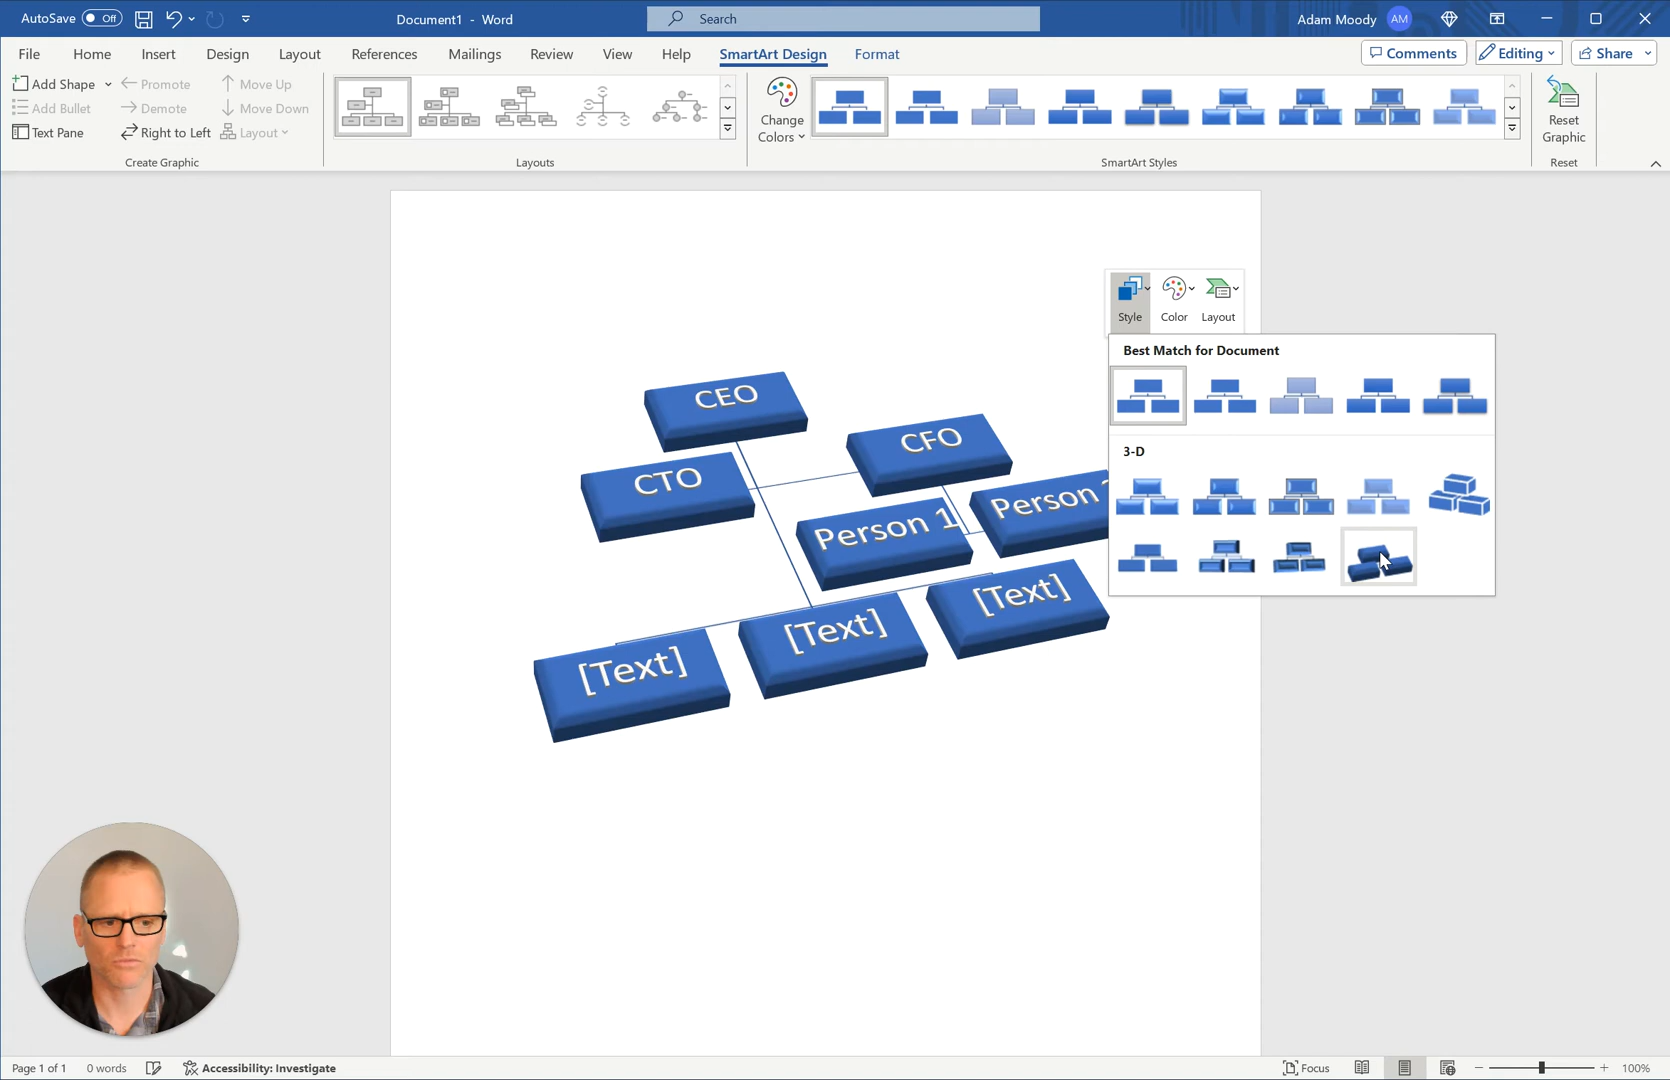 AutoSave Off Document1 - Word Search Adam Moody AM
File Home Insert Design Layout References Mailings Review View Help SmartArt Design Format Comments Editing Share
Add Shape Promote Move Up
Add Bullet Demote Move Down
Text Pane Right to Left Layout
Change
Colors
Reset
Graphic
Create Graphic Layouts SmartArt Styles Reset
Style Color Layout
Best Match for Document
3-D
CEO
CFO
CTO
Person
Person 1
[Text]
[Text]
[Text]
Page 1 of 1 0 words Accessibility: Investigate Focus 100%